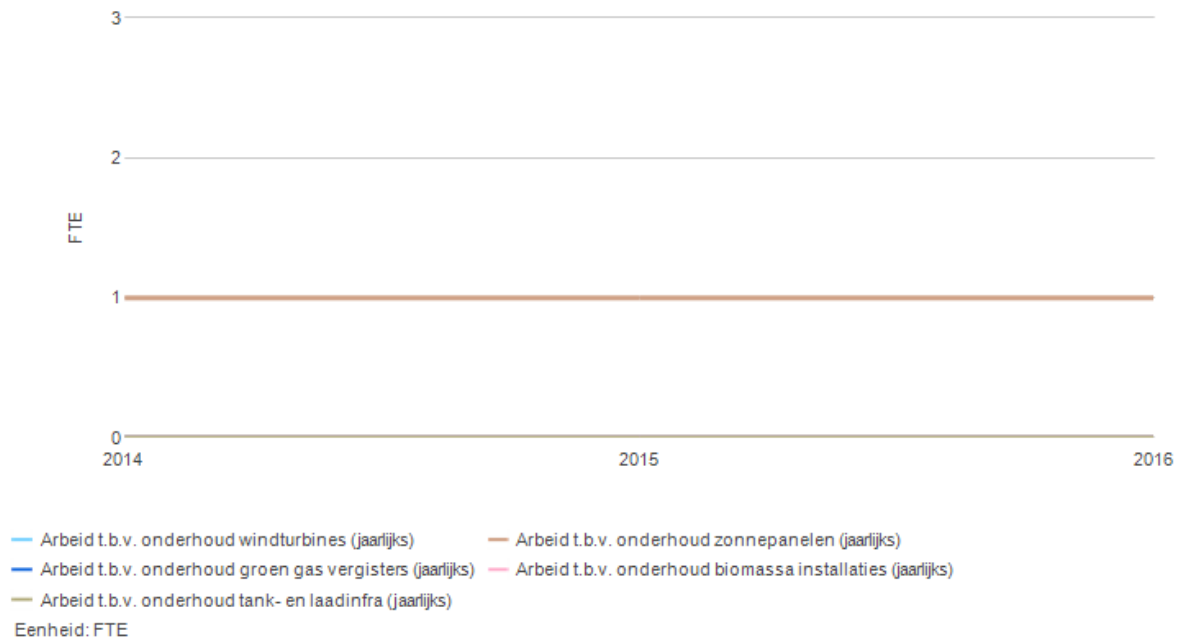 3
2
FTE
1
0
2014 2015 2016
Arbeid t.b.v. onderhoud windturbines (jaarlijks) Arbeid t.b.v. onderhoud zonnepanelen (jaarlijks)
Arbeid t.b.v. onderhoud groen gas vergisters (jaarlijks) Arbeid t.b.v. onderhoud biomassa installaties (jaarlijks)
Arbeid t.b.v. onderhoud tank- en laadinfra (jaarlijks)
Eenheid: FTE